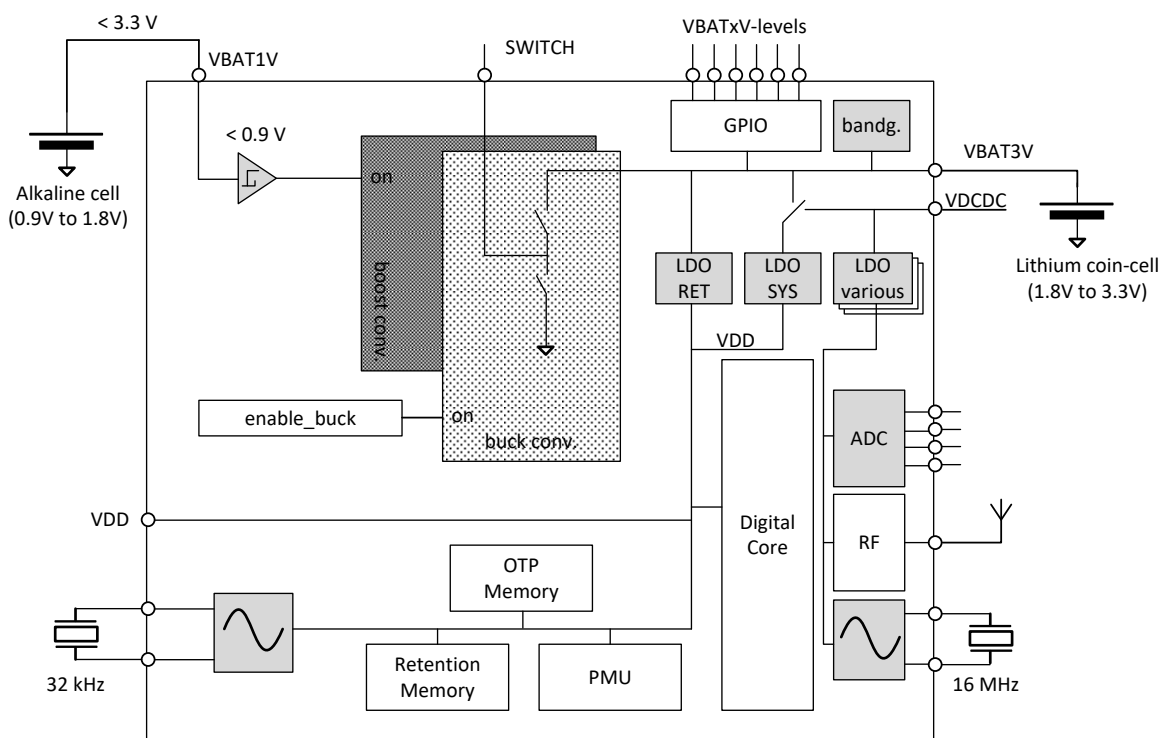 < 3.3 V
VBAT1V
SWITCH
VBATxV-levels
GPIO
bandg.
< 0.9 V
on
VBAT3V
VDCDC
Alkaline cell
(0.9V to 1.8V)
boost conv.
LDO
RET
LDO
SYS
LDO
various
Lithium coin-cell
(1.8V to 3.3V)
VDD
enable_buck
on
buck conv.
ADC
VDD
Digital
Core
RF
OTP
Memory
Retention
Memory
PMU
32 kHz
16 MHz